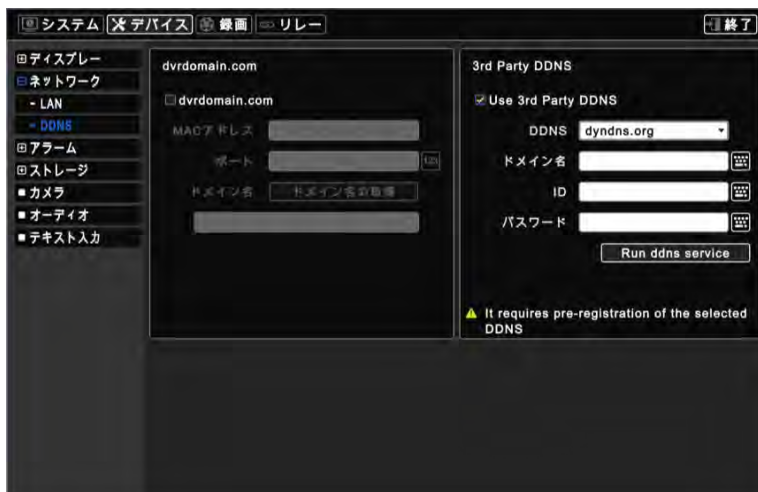 システム デバイス 録画 リレー 終了
ディスプレー
ネットワーク
- LAN
- DDNS
アラーム
ストレージ
カメラ
オーディオ
テキスト入力
dvrdomain.com
dvrdomain.com
MACアドレス
ポート 123
ドメイン名 ドメイン名の取得
3rd Party DDNS
Use 3rd Party DDNS
DDNS dyndns.org
ドメイン名
ID
パスワード
Run ddns service
It requires pre-registration of the selected
DDNS